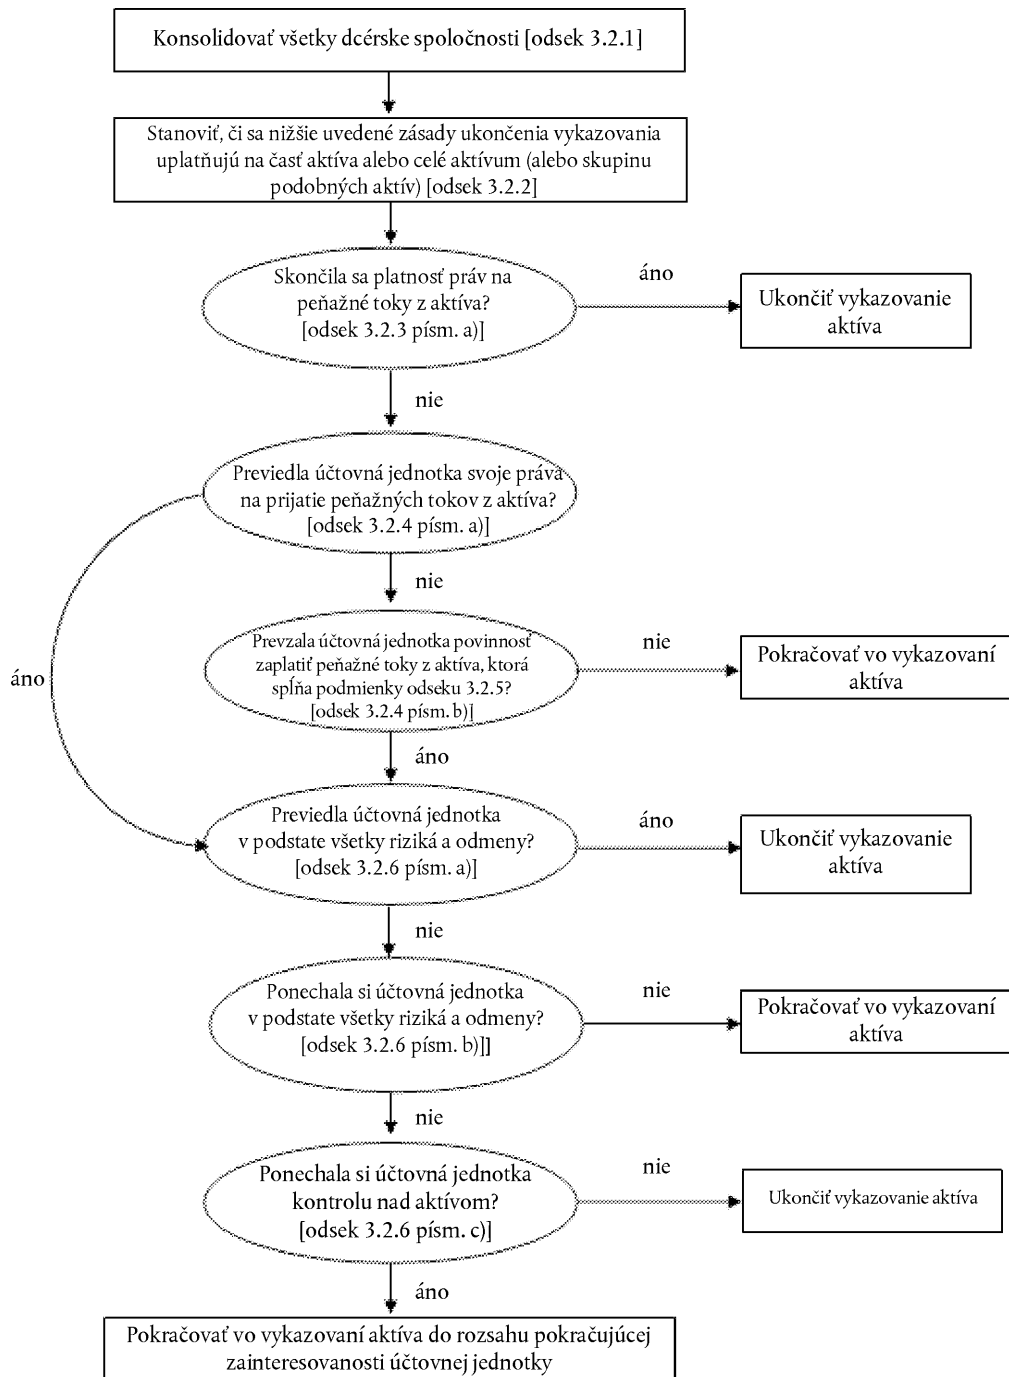 Konsolidovať všetky dcérske spoločnosti [odsek 3.2.1]
Stanoviť, či sa nižšie uvedené zásady ukončenia vykazovania
uplatňujú na časť aktíva alebo celé aktívum (alebo skupinu
podobných aktív) [odsek 3.2.2]
Skončila sa platnosť práv na
peňažné toky z aktíva?
[odsek 3.2.3 písm. a)]
áno
Ukončiť vykazovanie
aktíva
nie
Previedla účtovná jednotka svoje práva
na prijatie peňažných tokov z aktíva?
[odsek 3.2.4 písm. a)]
nie
áno
Prevzala účtovná jednotka povinnosť
zaplatiť peňažné toky z aktíva, ktorá
spĺňa podmienky odseku 3.2.5?
[odsek 3.2.4 písm. b)]
nie
Pokračovať vo vykazovaní
aktíva
áno
Previedla účtovná jednotka
v podstate všetky riziká a odmeny?
[odsek 3.2.6 písm. a)]
áno
Ukončiť vykazovanie
aktíva
nie
Ponechala si účtovná jednotka
v podstate všetky riziká a odmeny?
[odsek 3.2.6 písm. b)]]
nie
Pokračovať vo vykazovaní
aktíva
nie
Ponechala si účtovná jednotka
kontrolu nad aktívom?
[odsek 3.2.6 písm. c)]
nie
Ukončiť vykazovanie aktíva
áno
Pokračovať vo vykazovaní aktíva do rozsahu pokračujúcej
zainteresovanosti účtovnej jednotky